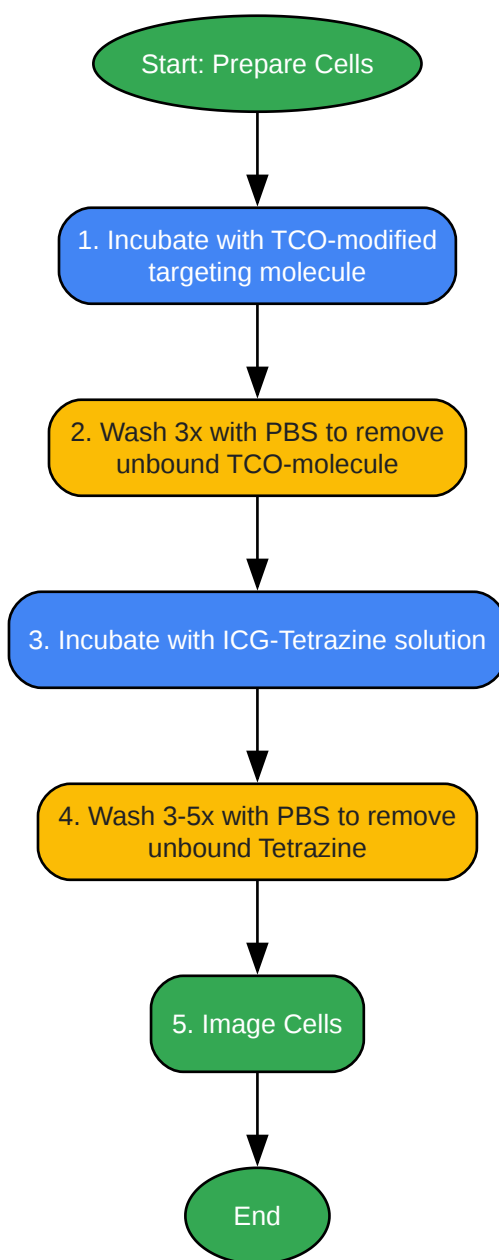 Start: Prepare Cells
1. Incubate with TCO-modified
targeting molecule
2. Wash 3x with PBS to remove
unbound TCO-molecule
3. Incubate with ICG-Tetrazine solution
4. Wash 3-5x with PBS to remove
unbound Tetrazine
5. Image Cells
End